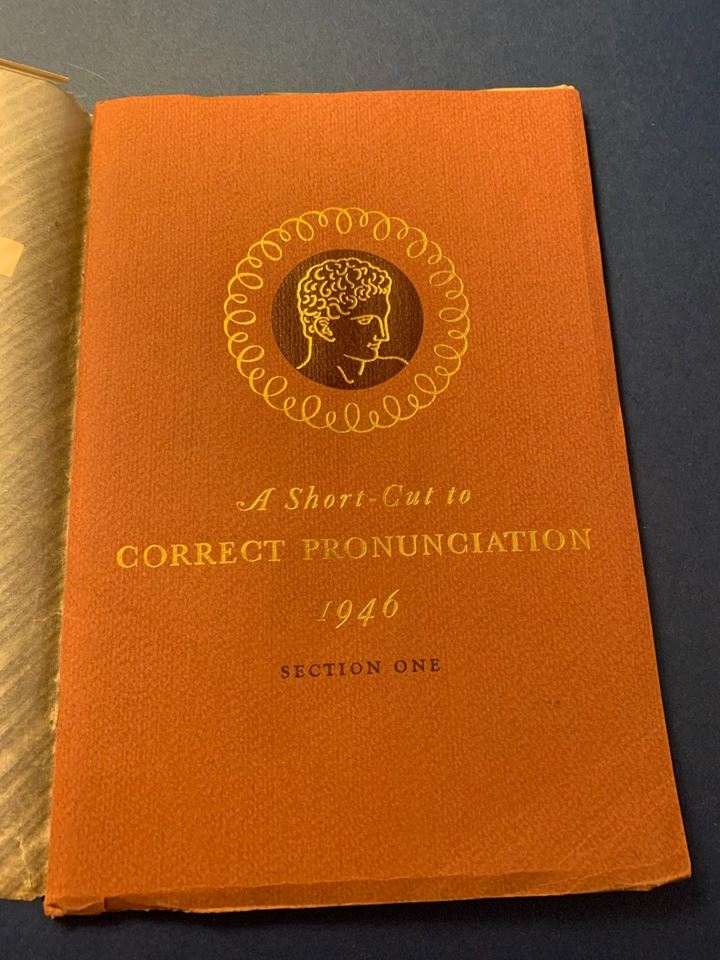 A Short-Cut to
CORRECT PRONUNCIATION
1946
SECTION ONE